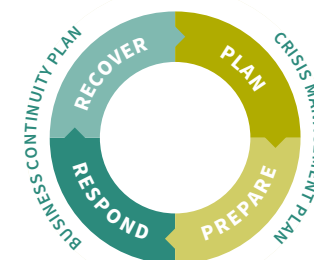 PLAN
PREPARE
RESPOND
RECOVER
BUSINESS CONTINUITY PLAN
CRISIS PLAN